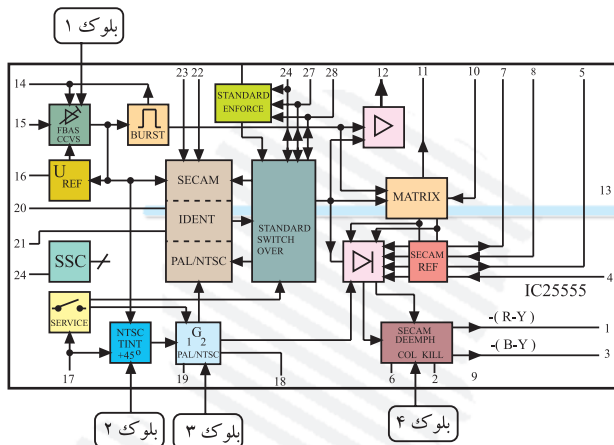 بلوک ۱
14
23 22
24
27
28
12
11
10
7
8
5
STANDARD
ENFORCE
15
FBAS
CCVS
BURST
16
U
REF
SECAM
MATRIX
20
IDENT
STANDARD
SWITCH
OVER
13
21
PAL/NTSC
SECAM
REF
4
24
SSC
IC25555
SERVICE
NTSC
TINT
+45º
G
1 2
PAL/NTSC
SECAM
DEEMPH
COL KILL
-( R-Y )
1
-( B-Y )
3
17
19
18
6
2
9
بلوک ۲
بلوک ۳
بلوک ۴